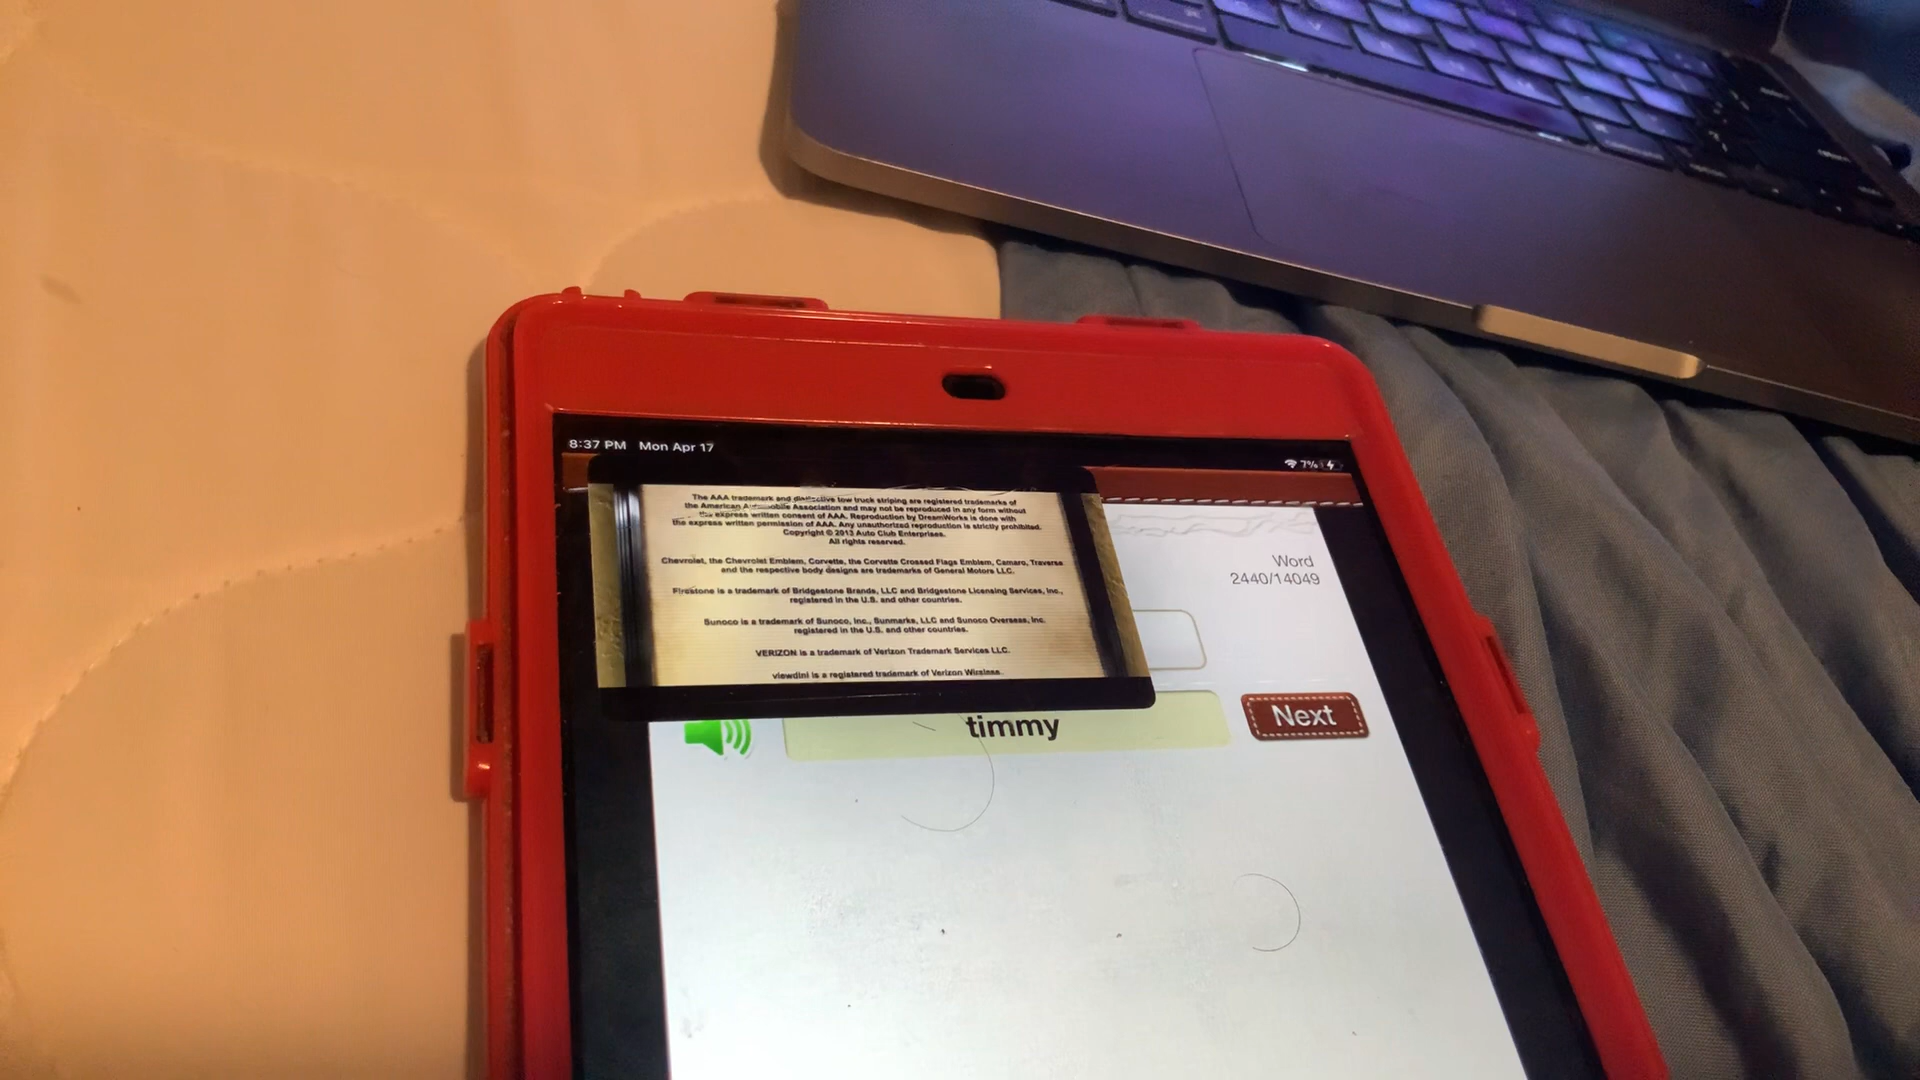 8:37 PM Mon Apr 17
7%
The AAA trademark and distinctive tow truck striping are registered trademarks of
the American Automobile Association and may not be reproduced in any form without
the express written consent of AAA. Reproduction by DreamWorks is done with
the express written permission of AAA. Any unauthorized reproduction is strictly prohibited.
Copyright © 2013 Auto Club Enterprises.
All rights reserved.
Chevrolet, the Chevrolet Emblem, Corvette, the Corvette Crossed Flags Emblem, Camaro, Traverse
and the respective body designs are trademarks of General Motors LLC.
Firestone is a trademark of Bridgestone Brands, LLC and Bridgestone Licensing Services, Inc.,
registered in the U.S. and other countries.
Sunoco is a trademark of Sunoco, Inc., Sunmarks, LLC and Sunoco Overseas, Inc.
registered in the U.S. and other countries.
VERIZON is a trademark of Verizon Trademark Services LLC.
viewdini is a registered trademark of Verizon Wireless.
Word
2440/14049
timmy
Next